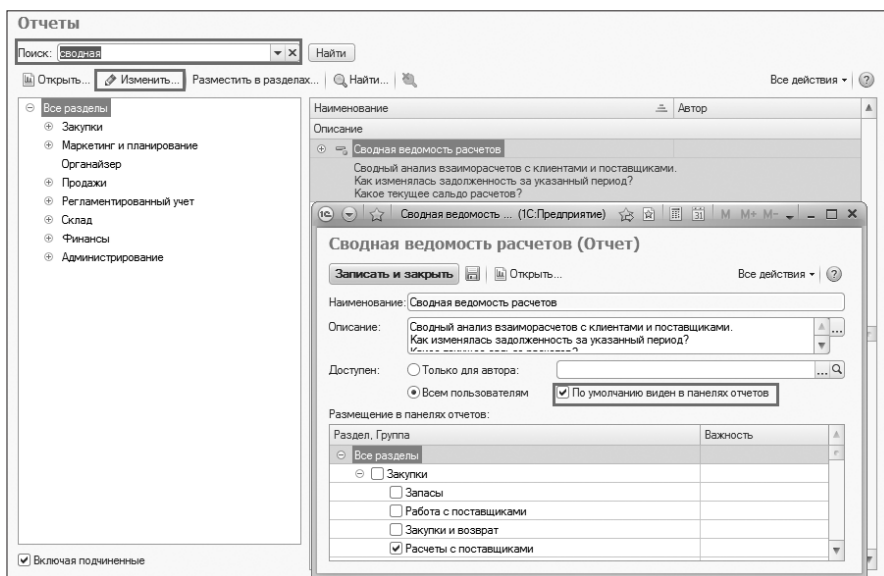 Отчеты
Поиск: сводная Найти
Открыть... Изменить... Разместить в разделах... Найти... Все действия
Все разделы
Закупки
Маркетинг и планирование
Органайзер
Продажи
Регламентированный учет
Склад
Финансы
Администрирование
Включая подчиненные
Наименование Автор
Описание
Сводная ведомость расчетов
Сводный анализ взаиморасчетов с клиентами и поставщиками.
Как изменялась задолженность за указанный период?
Какое текущее сальдо расчетов?
Сводная ведомость ... (1С:Предприятие) M M+ M-
Сводная ведомость расчетов (Отчет)
Записать и закрыть Открыть... Все действия
Наименование: Сводная ведомость расчетов
Описание: Сводный анализ взаиморасчетов с клиентами и поставщиками.
Как изменялась задолженность за указанный период?
Доступен: Только для автора:
Всем пользователям По умолчанию виден в панелях отчетов
Размещение в панелях отчетов:
Раздел, Группа Важность
Все разделы
Закупки
Запасы
Работа с поставщиками
Закупки и возврат
Расчеты с поставщиками